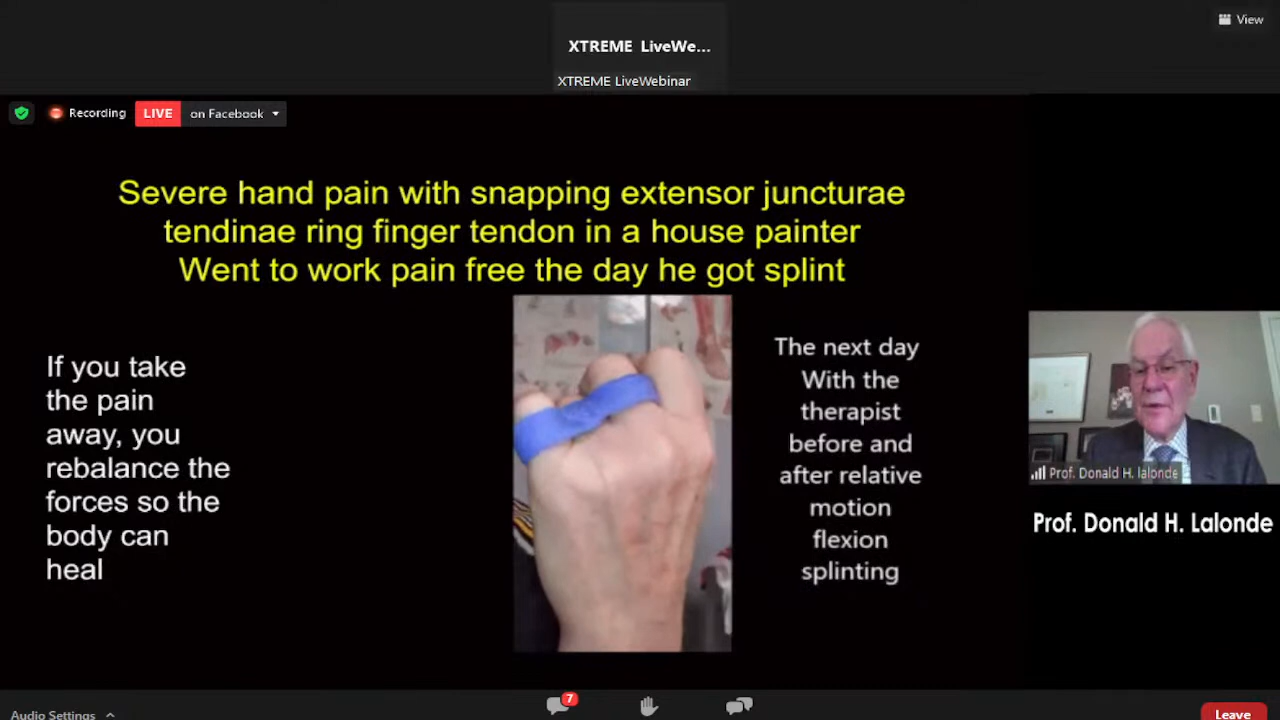 XTREME LiveWe...
View
XTREME LiveWebinar
Recording
LIVE
on Facebook
Severe hand pain with snapping extensor juncturae
tendinae ring finger tendon in a house painter
Went to work pain free the day he got splint
If you take
the pain
away, you
rebalance the
forces so the
body can
heal
The next day
With the
therapist
before and
after relative
motion
flexion
splinting
Prof. Donald H. lalonde
Prof. Donald H. Lalonde
7
Audio Settings
Leave